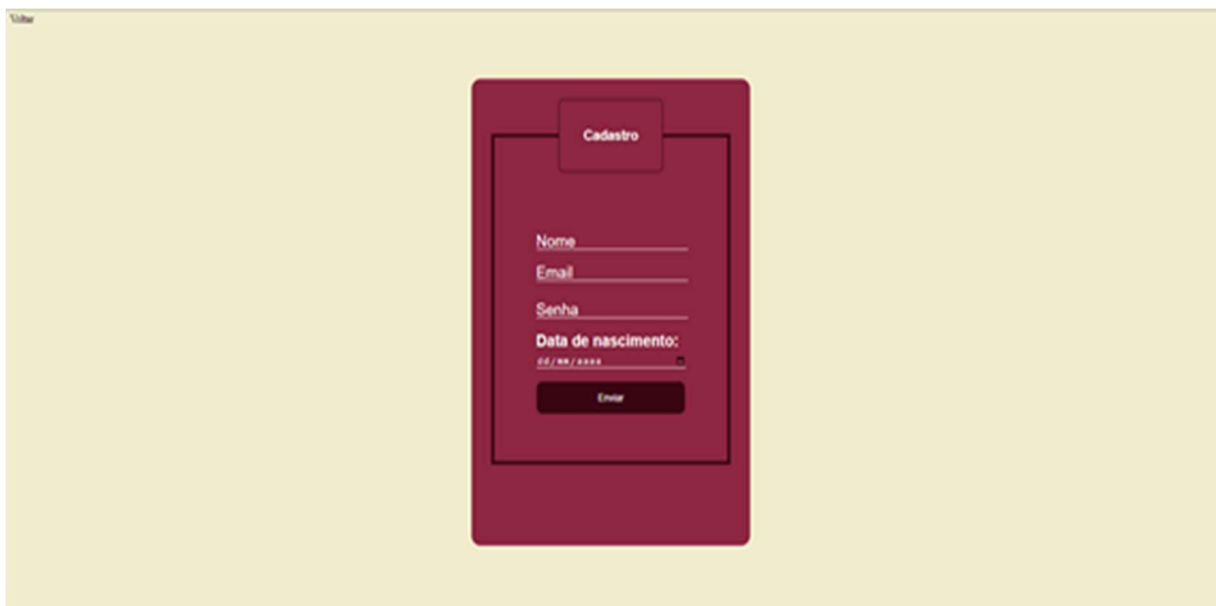 Voltar
Cadastro
Nome
Email
Senha
Data de nascimento:
dd/mm/aaaa
Enviar